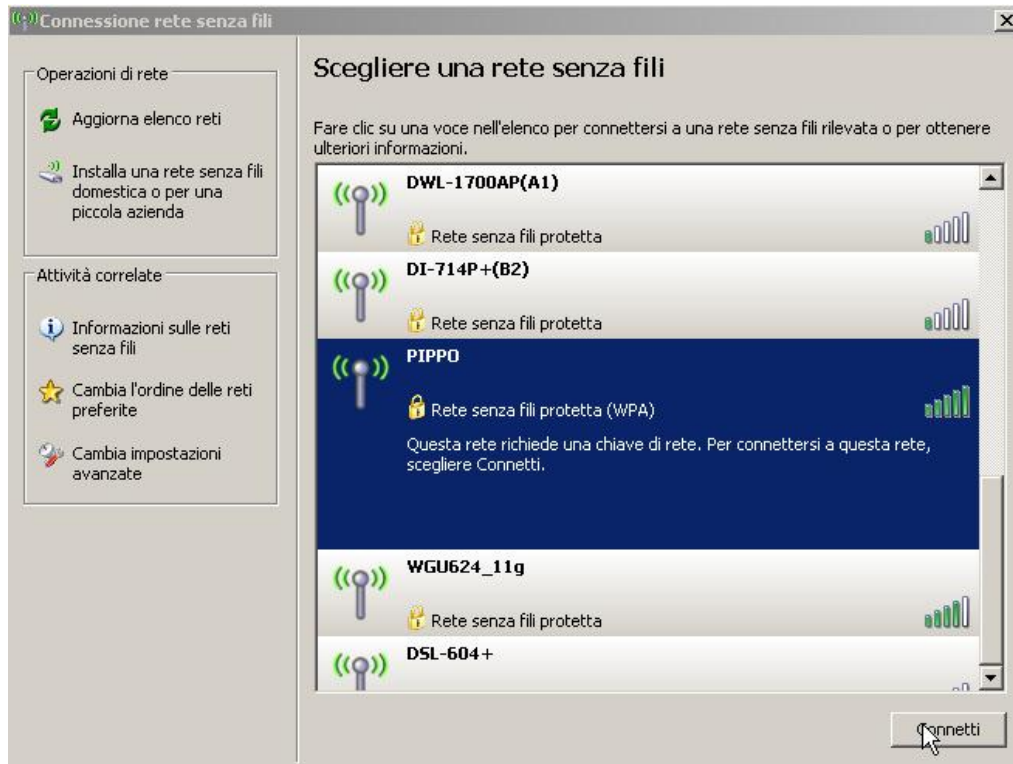 Connessione rete senza fili
Operazioni di rete
Aggiorna elenco reti
Installa una rete senza fili
domestica o per una
piccola azienda
Attività correlate
Informazioni sulle reti
senza fili
Cambia l'ordine delle reti
preferite
Cambia impostazioni
avanzate
Scegliere una rete senza fili
Fare clic su una voce nell'elenco per connettersi a una rete senza fili rilevata o per ottenere
ulteriori informazioni.
DWL-1700AP(A1)
Rete senza fili protetta
DI-714P+(B2)
Rete senza fili protetta
PIPPO
Rete senza fili protetta (WPA)
Questa rete richiede una chiave di rete. Per connettersi a questa rete,
scegliere Connetti.
WGU624_11g
Rete senza fili protetta
DSL-604+
Connetti